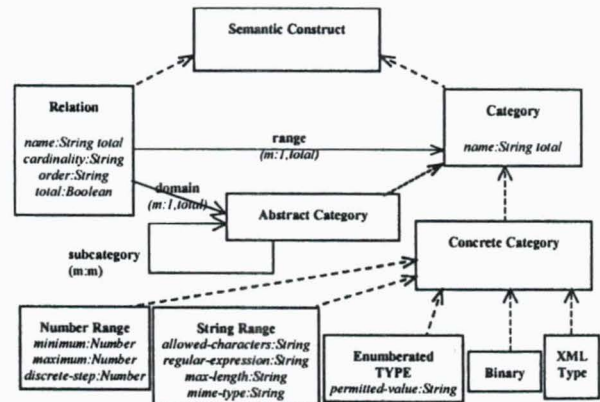 Semantic Construct
Relation
name:String total
cardinality:String
order:String
total:Boolean
range
(m:1,total)
Category
name:String total
domain
(m:1,total)
Abstract Category
subcategory
(m:m)
Concrete Category
Number Range
minimum:Number
maximum:Number
discrete-step:Number
String Range
allowed-characters:String
regular-expression:String
max-length:String
mime-type:String
Enumberated
TYPE
permitted-value:String
Binary
XML
Type